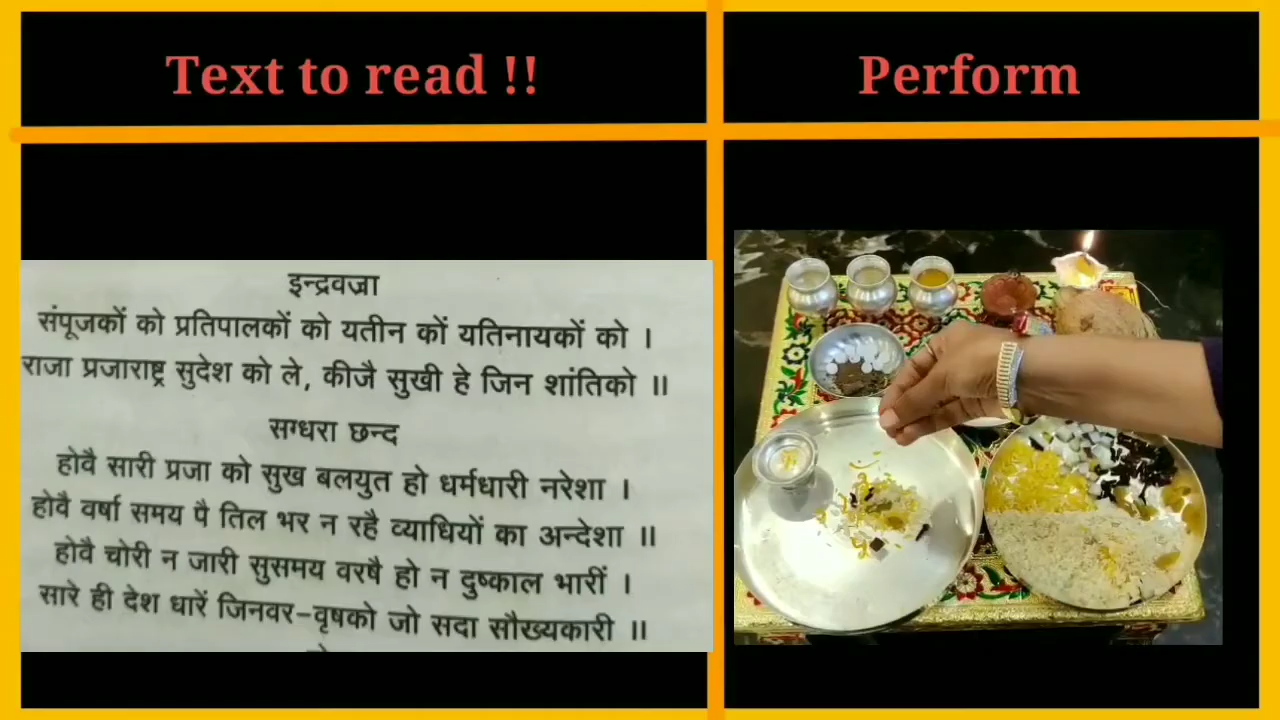 Text to read !!
Perform
इन्द्रवज्रा
संपूजकों को प्रतिपालकों को यतीन कों यतिनायकों को ।
राजा प्रजाराष्ट्र सुदेश को ले, कीजै सुखी हे जिन शांतिको ॥
सग्धरा छन्द
होवै सारी प्रजा को सुख बलयुत हो धर्मधारी नरेशा ।
होवै वर्षा समय पै तिल भर न रहै व्याधियों का अन्देशा ॥
होवै चोरी न जारी सुसमय वरषै हो न दुष्काल भारीं ।
सारे ही देश धारें जिनवर-वृषको जो सदा सौख्यकारी ॥